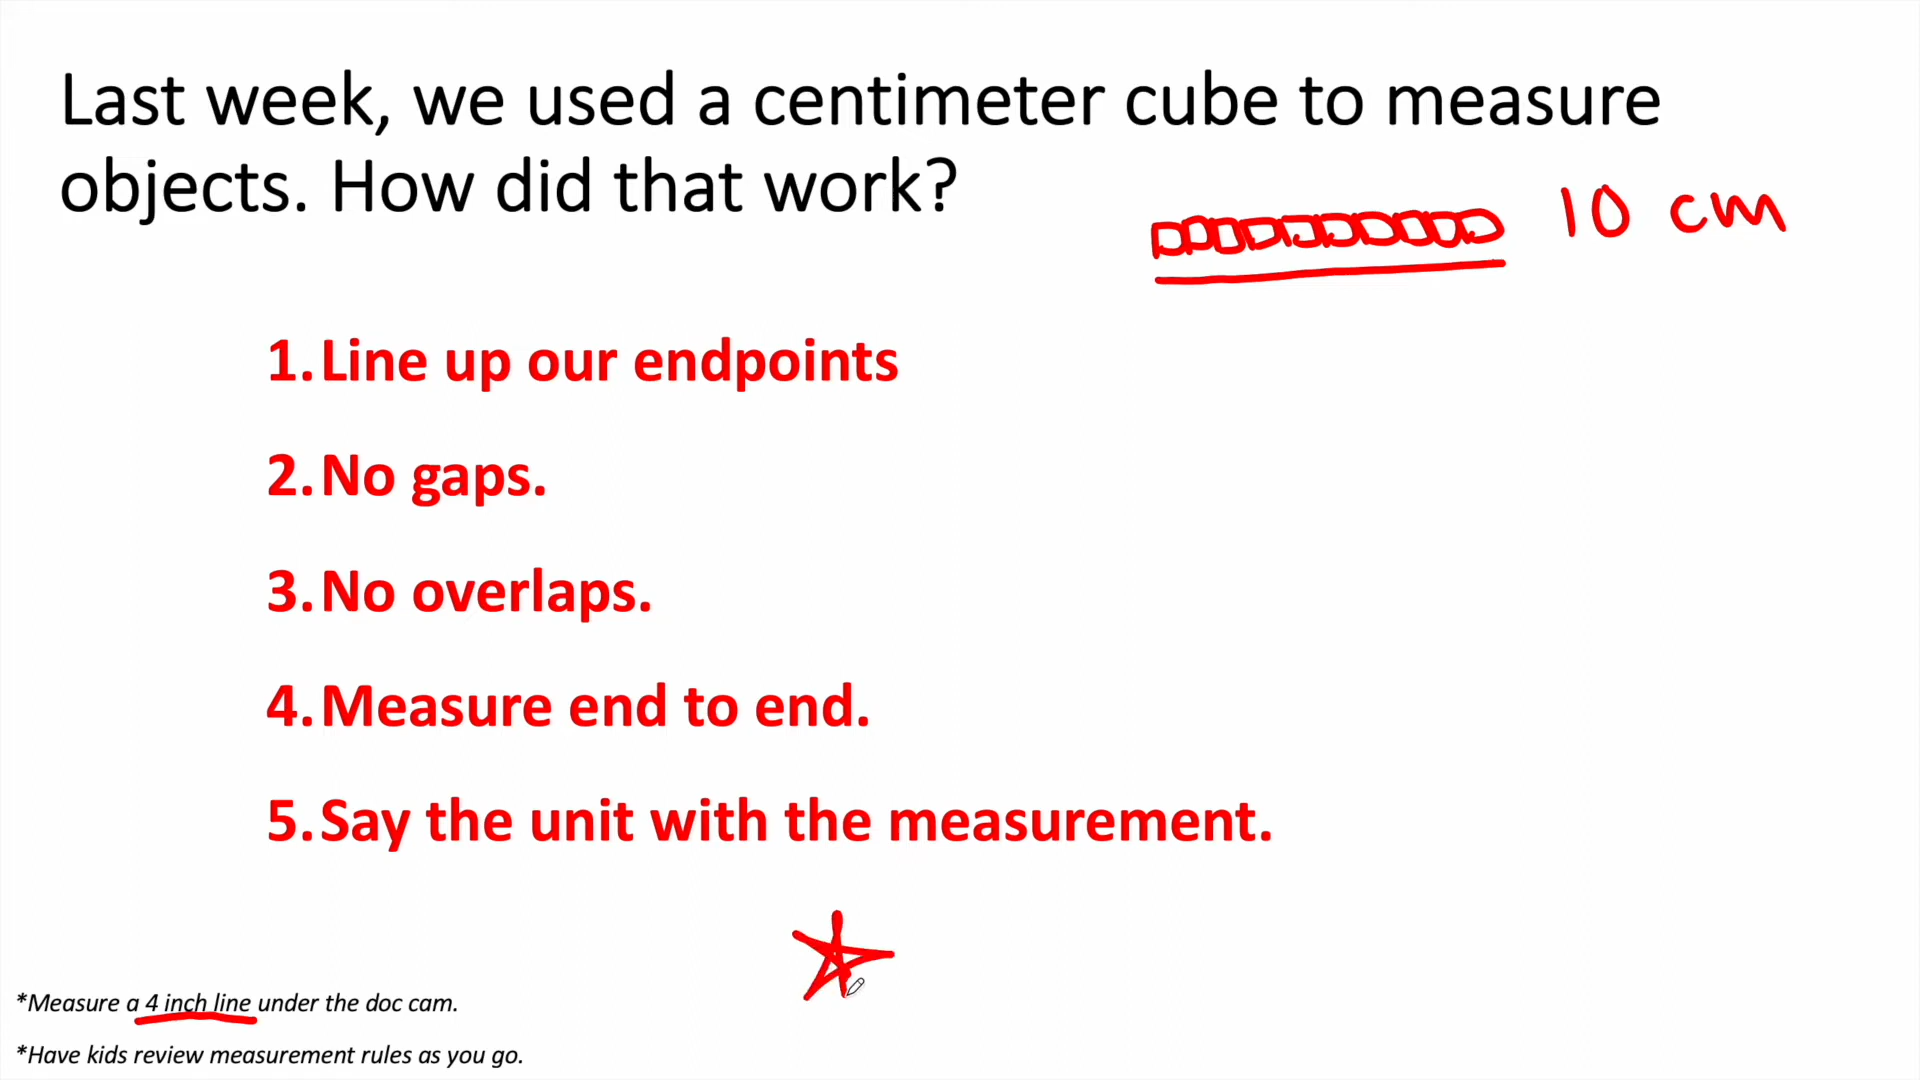 Last week, we used a centimeter cube to measure
objects. How did that work?
10 cm
1. Line up our endpoints
2. No gaps.
3. No overlaps.
4. Measure end to end.
5. Say the unit with the measurement.
*Measure a 4 inch line under the doc cam.
*Have kids review measurement rules as you go.